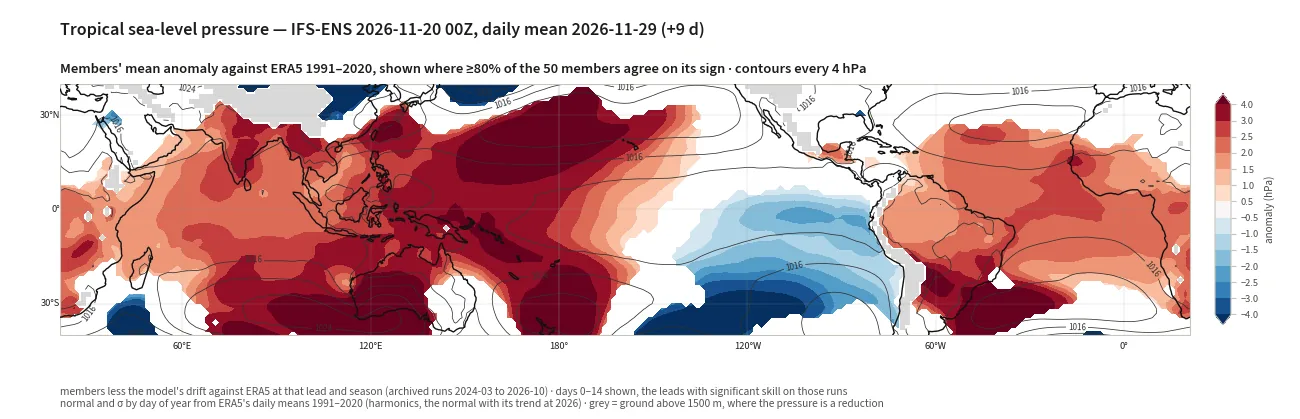 Tropical sea-level pressure — IFS-ENS 2026-11-20 00Z, daily mean 2026-11-29 (+9 d)
Members' mean anomaly against ERA5 1991–2020, shown where ≥80% of the 50 members agree on its sign · contours every 4 hPa
1024
1016
1016
1016
1016
1016
1016
1016
1016
1016
1016
1016
1016
1016
30°N
0°
30°S
60°E
120°E
180°
120°W
60°W
0°
4.0
3.0
2.5
2.0
1.5
1.0
0.5
−0.5
−1.0
−1.5
−2.0
−2.5
−3.0
−4.0
anomaly (hPa)
members less the model's drift against ERA5 at that lead and season (archived runs 2024-03 to 2026-10) · days 0–14 shown, the leads with significant skill on those runs
normal and σ by day of year from ERA5's daily means 1991–2020 (harmonics, the normal with its trend at 2026) · grey = ground above 1500 m, where the pressure is a reduction